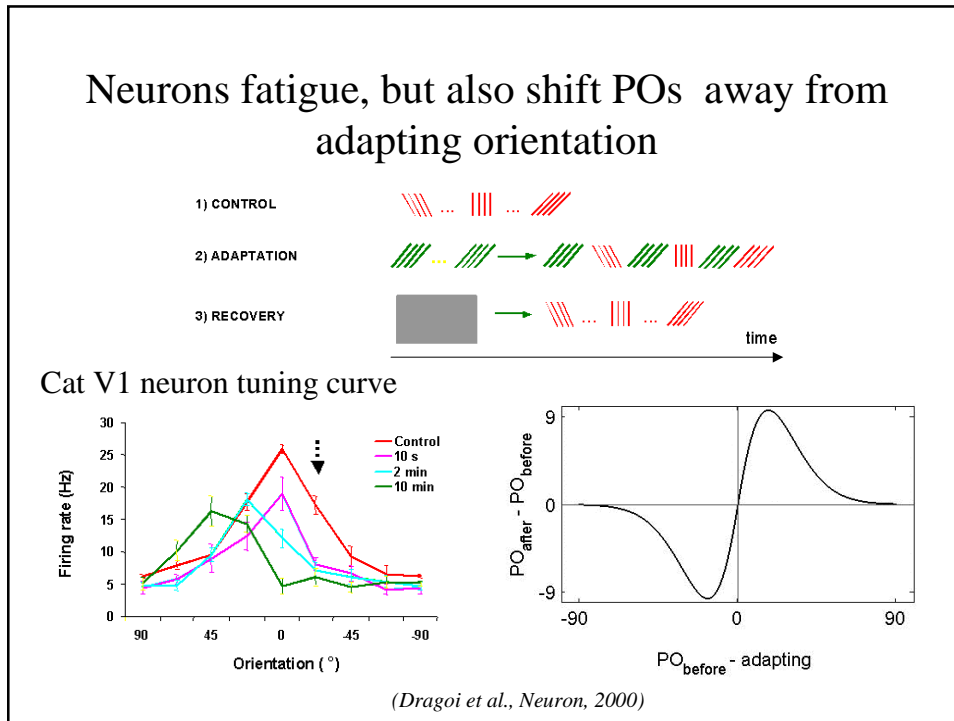 Neurons fatigue, but also shift POs away from
adapting orientation
1) CONTROL
... ...
2) ADAPTATION
...
3) RECOVERY
... ...
time
Cat V1 neuron tuning curve
30
25
20
15
10
5
0
Firing rate (Hz)
Control
10 s
2 min
10 min
90 45 0 -45 -90
Orientation ( °)
9
0
-9
POafter - PObefore
-90 0 90
PObefore - adapting
(Dragoi et al., Neuron, 2000)